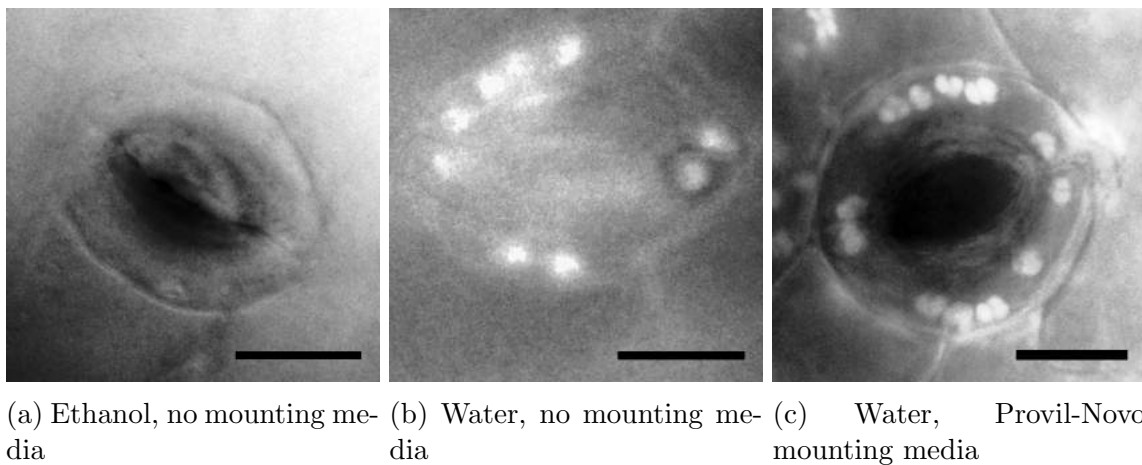 (a) Ethanol, no mounting me-
dia
(b) Water, no mounting me-
dia
(c) Water, Provil-Novo
mounting media